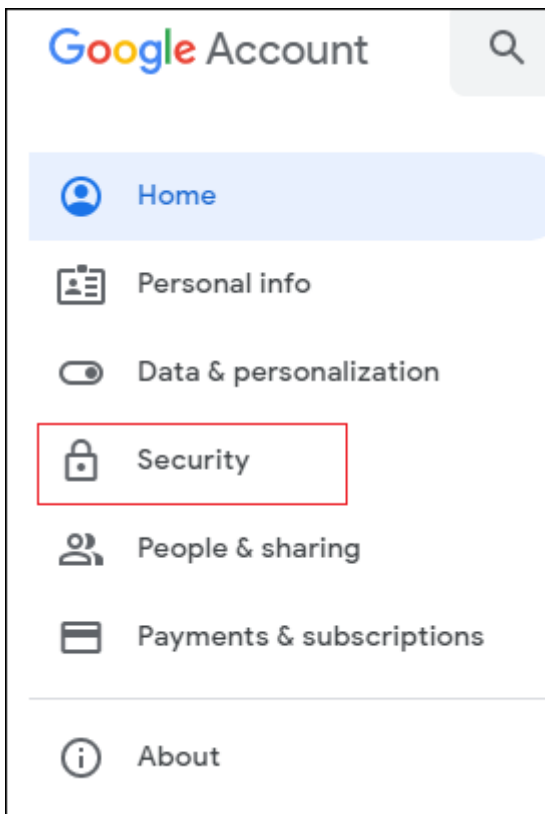 Google Account
Home
Personal info
Data & personalization
Security
People & sharing
Payments & subscriptions
About